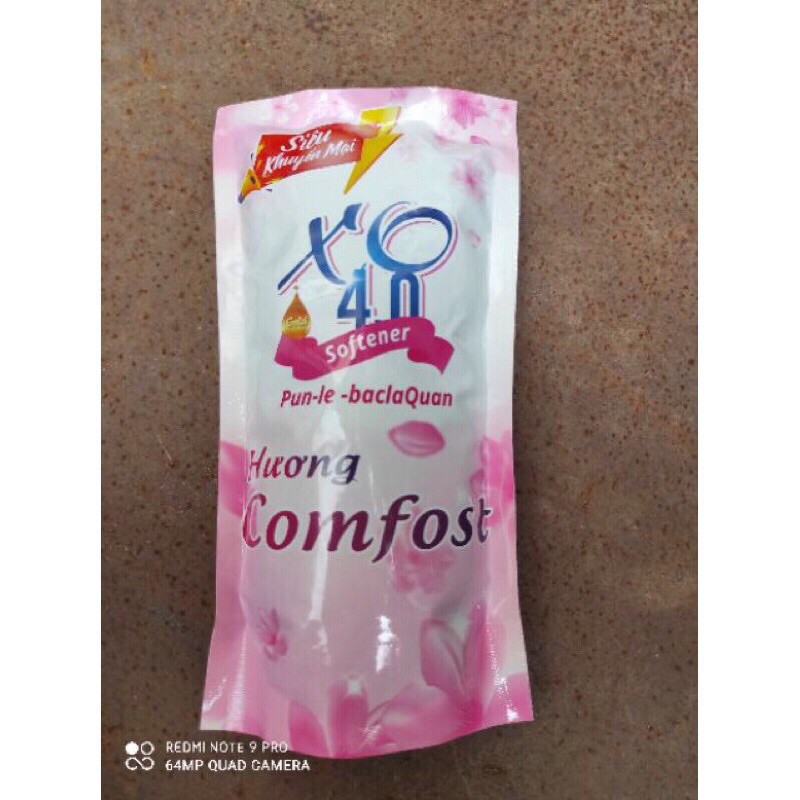 Siêu
Khuyến Mại
XO
4.0
Gold
Softener
Pun-le -baclaQuan
Hương
Comfost
REDMI NOTE 9 PRO
64MP QUAD CAMERA